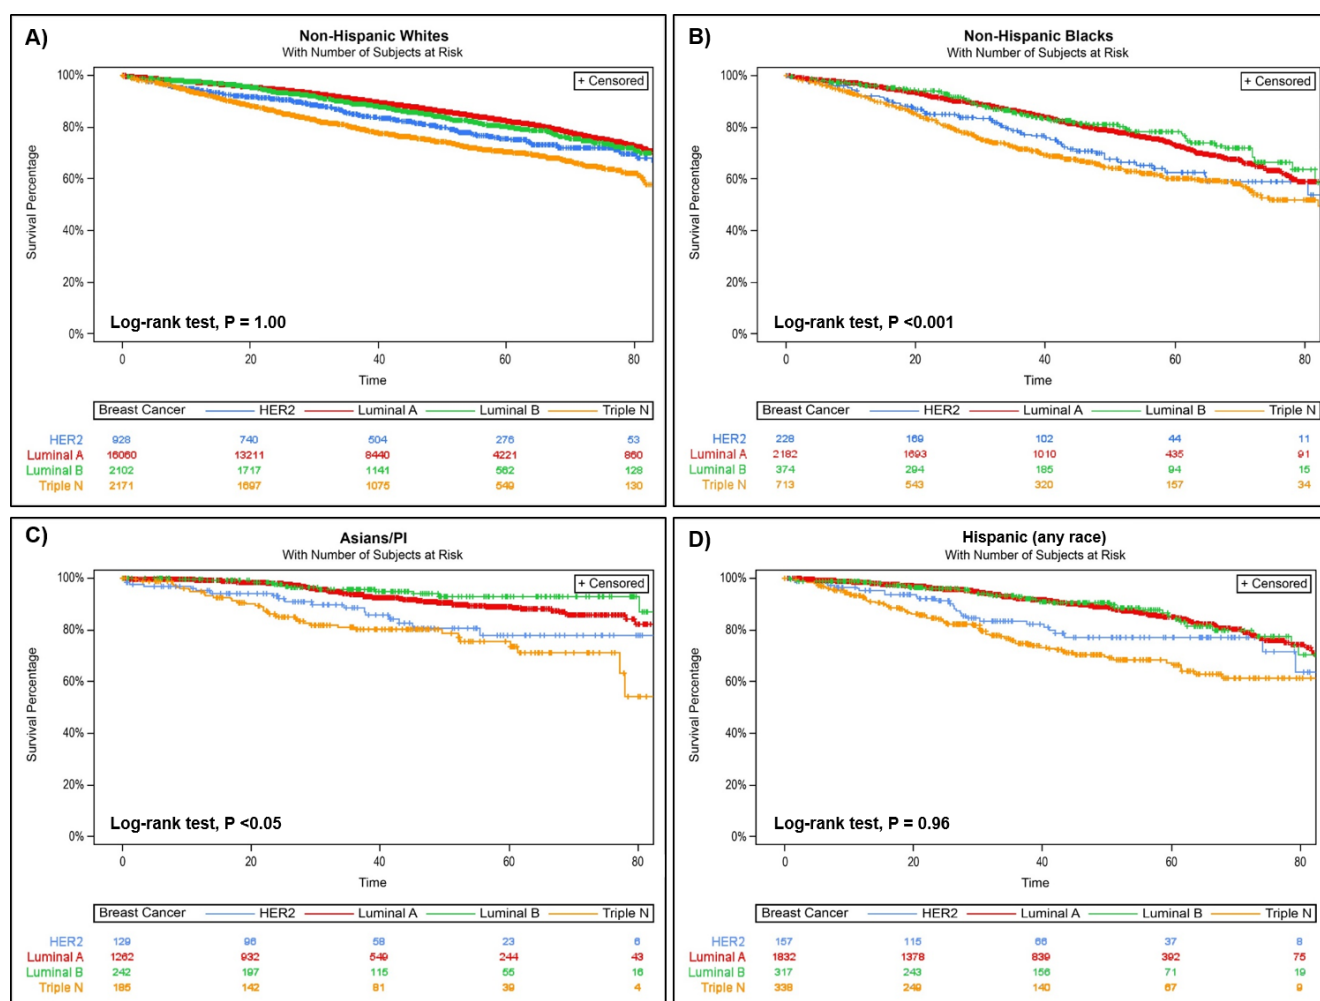 A)
Non-Hispanic Whites
With Number of Subjects at Risk
+ Censored
100%
80%
60%
40%
20%
0%
Survival Percentage
Log-rank test, P = 1.00
0 20 40 60 80
Time
Breast Cancer HER2 Luminal A Luminal B Triple N
HER2 928 740 504 276 53
Luminal A 16060 13211 8440 4221 860
Luminal B 2102 1717 1141 562 128
Triple N 2171 1697 1075 549 130
B)
Non-Hispanic Blacks
With Number of Subjects at Risk
+ Censored
100%
80%
60%
40%
20%
0%
Survival Percentage
Log-rank test, P <0.001
0 20 40 60 80
Time
Breast Cancer HER2 Luminal A Luminal B Triple N
HER2 228 169 102 44 11
Luminal A 2182 1693 1010 435 91
Luminal B 374 294 185 94 15
Triple N 713 543 320 157 34
C)
Asians/PI
With Number of Subjects at Risk
+ Censored
100%
80%
60%
40%
20%
0%
Survival Percentage
Log-rank test, P <0.05
0 20 40 60 80
Time
Breast Cancer HER2 Luminal A Luminal B Triple N
HER2 129 96 58 23 6
Luminal A 1262 932 549 244 43
Luminal B 242 197 115 55 16
Triple N 185 142 81 39 4
D)
Hispanic (any race)
With Number of Subjects at Risk
+ Censored
100%
80%
60%
40%
20%
0%
Survival Percentage
Log-rank test, P = 0.96
0 20 40 60 80
Time
Breast Cancer HER2 Luminal A Luminal B Triple N
HER2 157 115 66 37 8
Luminal A 1832 1378 839 392 75
Luminal B 317 243 156 71 19
Triple N 338 249 140 67 9